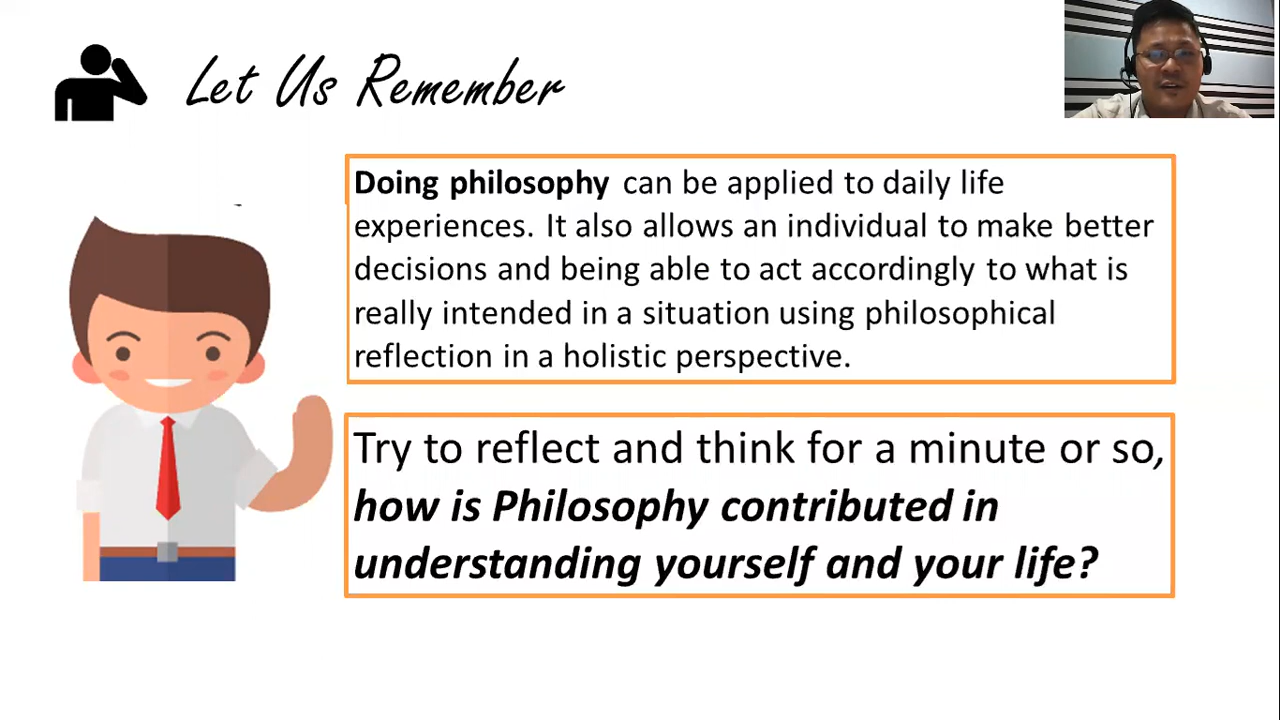 Let Us Remember
Doing philosophy can be applied to daily life
experiences. It also allows an individual to make better
decisions and being able to act accordingly to what is
really intended in a situation using philosophical
reflection in a holistic perspective.
Try to reflect and think for a minute or so,
how is Philosophy contributed in
understanding yourself and your life?